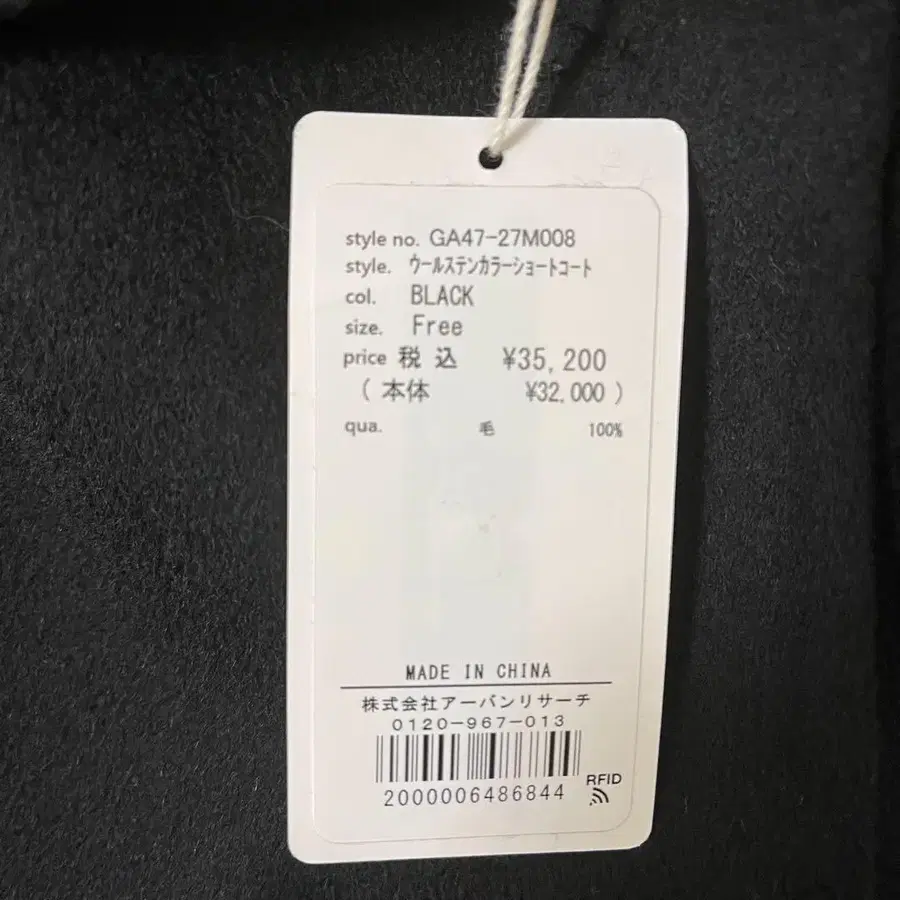 style no. GA47-27M008
style. ウールステンカラーショートコート
col. BLACK
size. Free
price 税 込 ¥35,200
( 本体 ¥32,000 )
qua. 毛 100%
MADE IN CHINA
株式会社アーバンリサーチ
0120-967-013
2000006486844
RFID